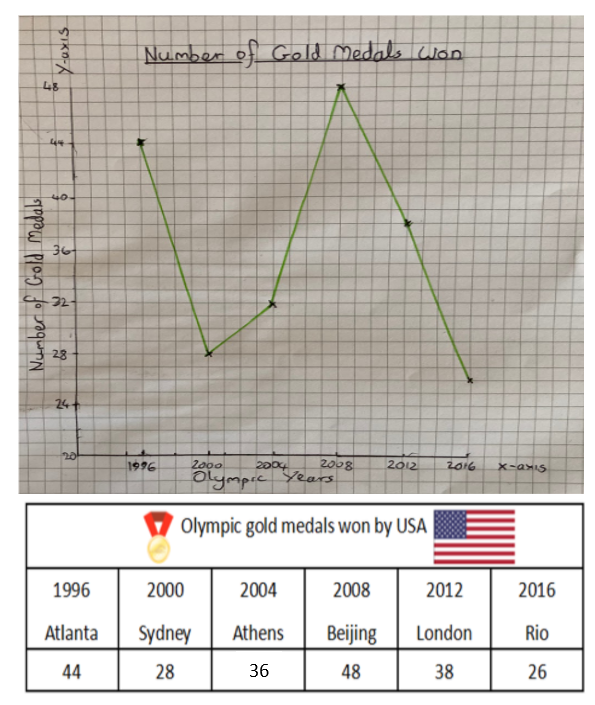 Number of Gold Medals Won
Y-axis
48
44
40
36
32
28
24
20
Number of Gold Medals
1996 2000 2004 2008 2012 2016 x-axis
Olympic Years
Olympic gold medals won by USA
1996 2000 2004 2008 2012 2016
Atlanta Sydney Athens Beijing London Rio
44 28 36 48 38 26